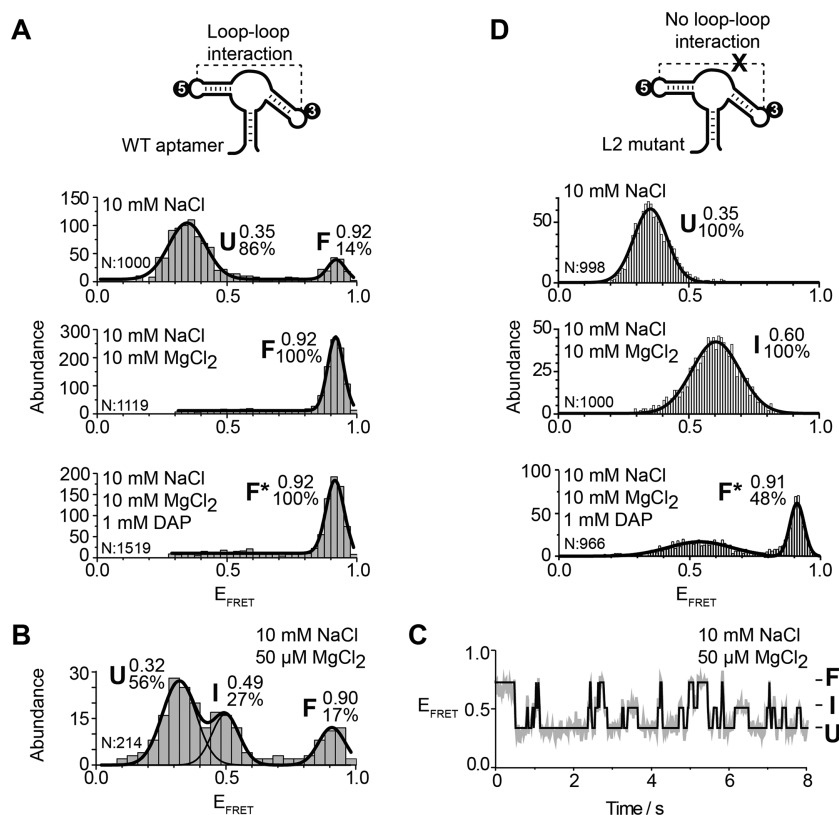 A
Loop-loop
interaction
5
3
WT aptamer
150
100
50
0
10 mM NaCl
U 0.35 86%
F 0.92 14%
N:1000
0.0 0.5 1.0
Abundance
300
200
100
0
10 mM NaCl
10 mM MgCl2
F 0.92 100%
N:1119
0.0 0.5 1.0
200
150
100
50
0
10 mM NaCl
10 mM MgCl2
1 mM DAP
F* 0.92 100%
N:1519
0.0 0.5 1.0
EFRET
D
No loop-loop
interaction
X
5
3
L2 mutant
50
0
10 mM NaCl
U 0.35 100%
N:998
0.0 0.5 1.0
Abundance
50
25
0
10 mM NaCl
10 mM MgCl2
I 0.60 100%
N:1000
0.0 0.5 1.0
100
50
0
10 mM NaCl
10 mM MgCl2
1 mM DAP
F* 0.91 48%
N:966
0.0 0.5 1.0
EFRET
B
10 mM NaCl
50 µM MgCl2
Abundance
30
15
0
U 0.32 56%
I 0.49 27%
F 0.90 17%
N:214
0.0 0.5 1.0
EFRET
C
10 mM NaCl
50 µM MgCl2
EFRET
1.0
0.5
0.0
F
I
U
0 2 4 6 8
Time / s